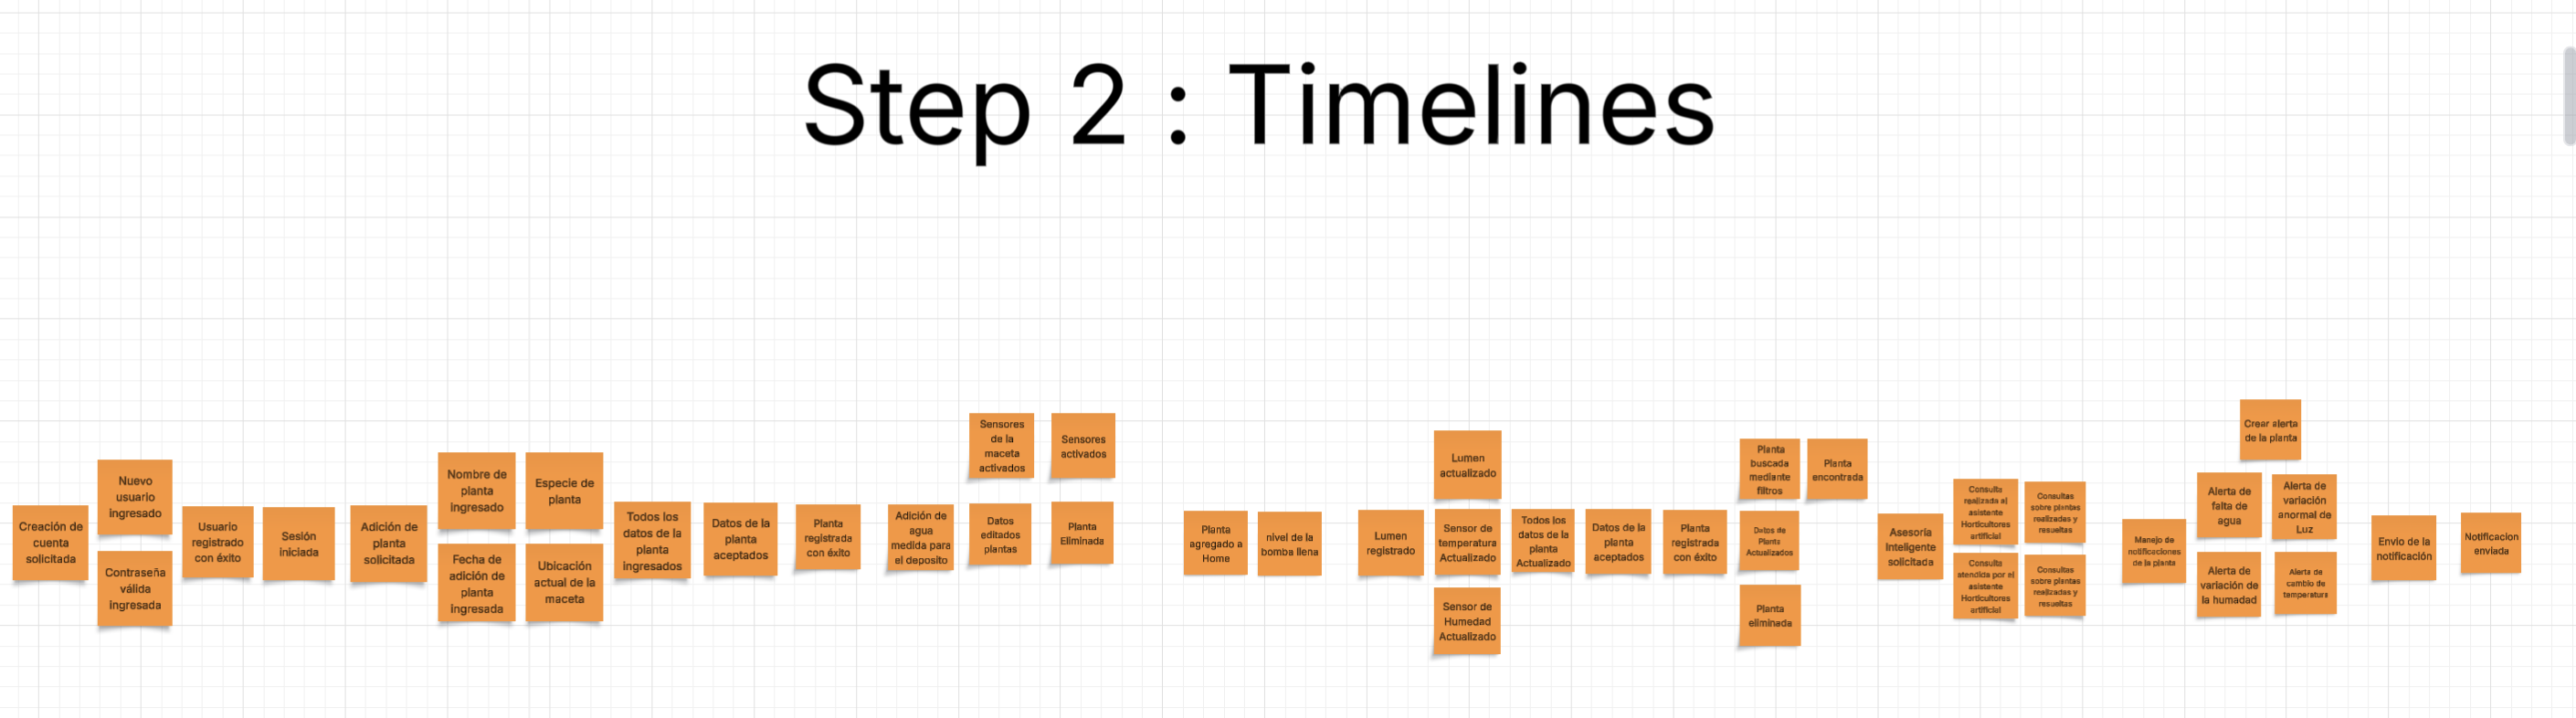 Step 2 : Timelines
Creación de
cuenta
solicitada
Nuevo
usuario
ingresado
Contraseña
válida
ingresada
Usuario
registrado
con éxito
Sesión
iniciada
Adición de
planta
solicitada
Nombre de
planta
ingresado
Especie de
planta
Fecha de
adición de
planta
ingresada
Ubicación
actual de la
maceta
Todos los
datos de la
planta
ingresados
Datos de la
planta
aceptados
Planta
registrada
con éxito
Adición de
agua
medida para
el deposito
Sensores
de la
maceta
activados
Sensores
activados
Datos
editados
plantas
Planta
Eliminada
Planta
agregado a
Home
nivel de la
bomba llena
Lumen
registrado
Lumen
actualizado
Sensor de
temperatura
Actualizado
Sensor de
Humedad
Actualizado
Todos los
datos de la
planta
Actualizado
Datos de la
planta
aceptados
Planta
registrada
con éxito
Planta
buscada
mediante
filtros
Planta
encontrada
Datos de
Planta
Actualizados
Planta
eliminada
Asesoría
Inteligente
solicitada
Consulta
realizada al
asistente
Horticultores
artificial
Consultas
sobre plantas
realizadas y
resueltas
Consulta
atendida por el
asistente
Horticultores
artificial
Consultas
sobre plantas
realizadas y
resueltas
Manejo de
notificaciones
de la planta
Crear alerta
de la planta
Alerta de
falta de
agua
Alerta de
variación
anormal de
Luz
Alerta de
variación de
la humadad
Alerta de
cambio de
temperatura
Envio de la
notificación
Notificacion
enviada